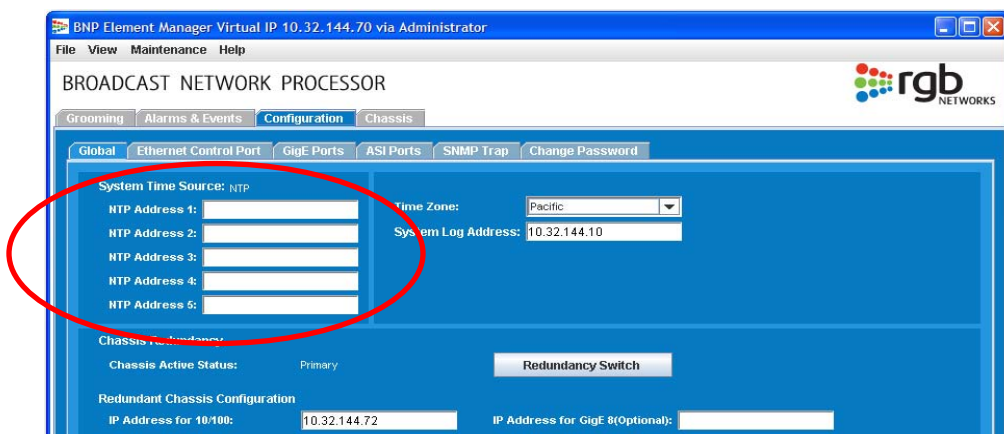 BNP Element Manager Virtual IP 10.32.144.70 via Administrator
File View Maintenance Help
BROADCAST NETWORK PROCESSOR
rgb NETWORKS
Grooming Alarms & Events Configuration Chassis
Global Ethernet Control Port GigE Ports ASI Ports SNMP Trap Change Password
System Time Source: NTP
NTP Address 1:
NTP Address 2:
NTP Address 3:
NTP Address 4:
NTP Address 5:
Time Zone: Pacific
System Log Address: 10.32.144.10
Chassis Redundancy
Chassis Active Status: Primary
Redundancy Switch
Redundant Chassis Configuration
IP Address for 10/100: 10.32.144.72
IP Address for GigE 8(Optional):